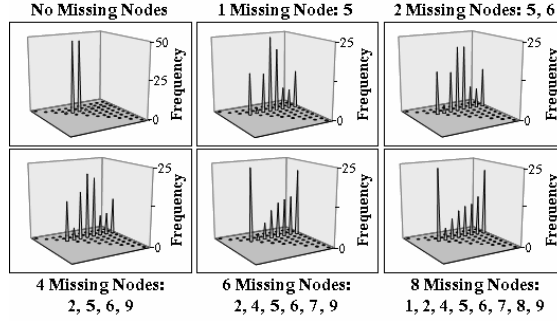 No Missing Nodes
1 Missing Node: 5
2 Missing Nodes: 5, 6
50
25
0
Frequency
25
0
Frequency
25
0
Frequency
25
0
Frequency
25
0
Frequency
25
0
Frequency
4 Missing Nodes:
2, 5, 6, 9
6 Missing Nodes:
2, 4, 5, 6, 7, 9
8 Missing Nodes:
1, 2, 4, 5, 6, 7, 8, 9